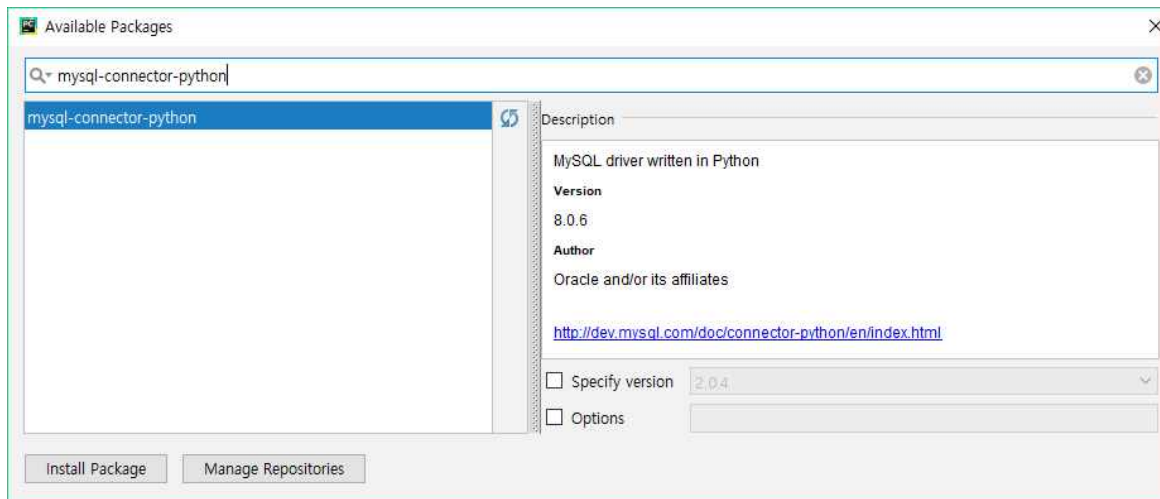 Available Packages
mysql-connector-python
mysql-connector-python
Description
MySQL driver written in Python
Version
8.0.6
Author
Oracle and/or its affiliates
http://dev.mysql.com/doc/connector-python/en/index.html
Specify version 2.0.4
Options
Install Package Manage Repositories